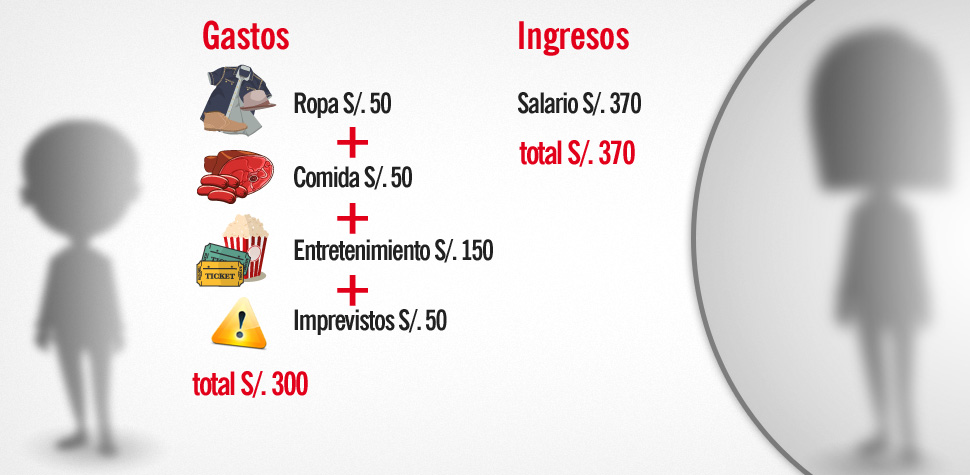 Gastos
Ropa S/. 50
+
Comida S/. 50
+
Entretenimiento S/. 150
+
TICKET
Imprevistos S/. 50
total S/. 300
Ingresos
Salario S/. 370
total S/. 370